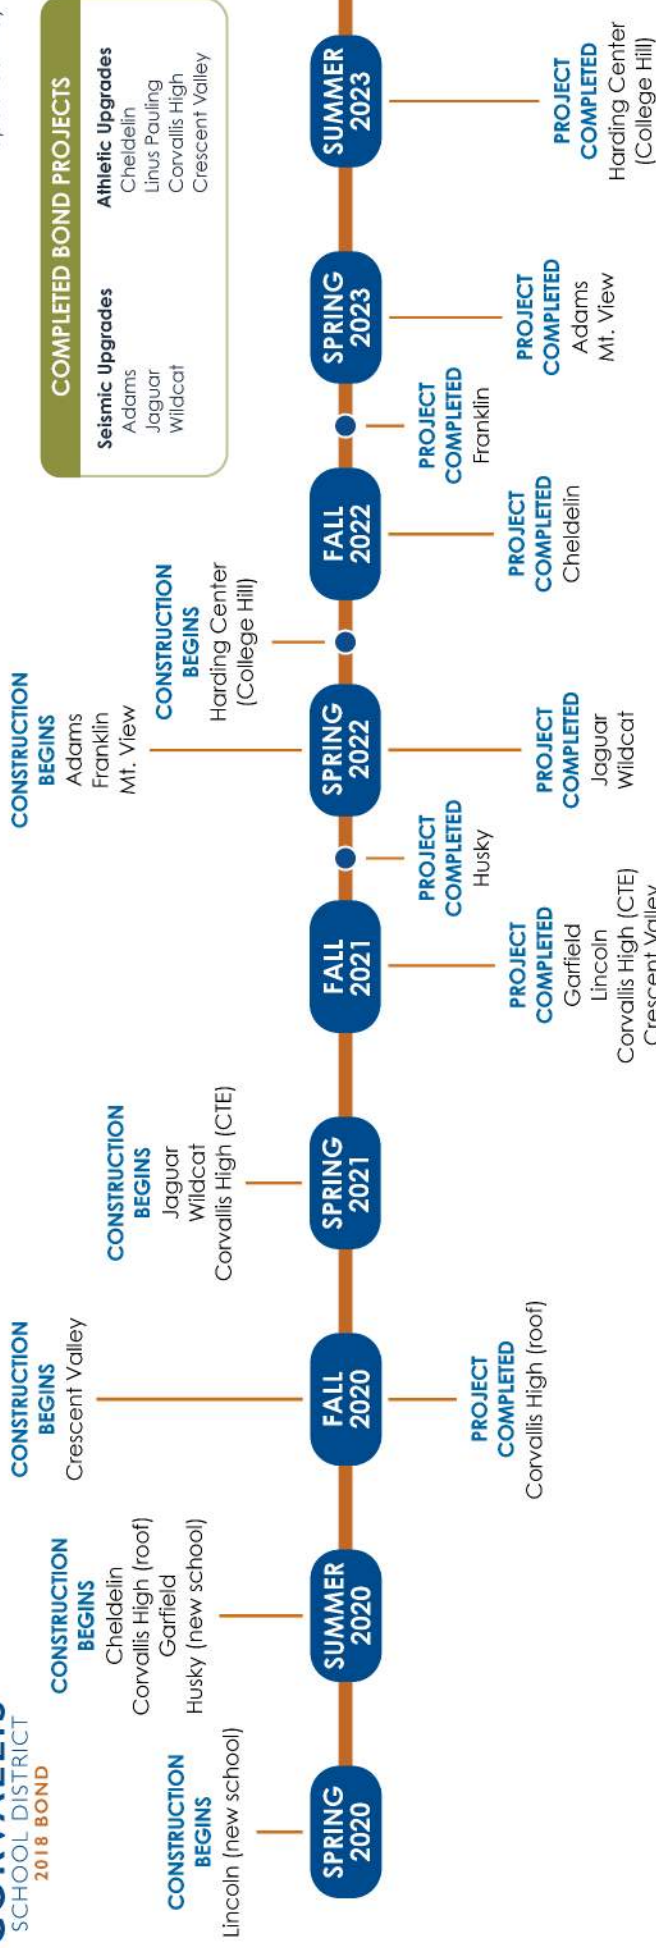 SCHOOL DISTRICT
2018 BOND
COMPLETED BOND PROJECTS
Seismic Upgrades
Adams
Jaguar
Wildcat
Athletic Upgrades
Cheldelin
Linus Pauling
Corvallis High
Crescent Valley
CONSTRUCTION
BEGINS
Lincoln (new school)
SPRING
2020
CONSTRUCTION
BEGINS
Cheldelin
Corvallis High (roof)
Garfield
Husky (new school)
SUMMER
2020
CONSTRUCTION
BEGINS
Crescent Valley
FALL
2020
PROJECT
COMPLETED
Corvallis High (roof)
CONSTRUCTION
BEGINS
Jaguar
Wildcat
Corvallis High (CTE)
SPRING
2021
FALL
2021
PROJECT
COMPLETED
Garfield
Lincoln
Corvallis High (CTE)
Crescent Valley
PROJECT
COMPLETED
Husky
CONSTRUCTION
BEGINS
Adams
Franklin
Mt. View
SPRING
2022
PROJECT
COMPLETED
Jaguar
Wildcat
CONSTRUCTION
BEGINS
Harding Center
(College Hill)
FALL
2022
PROJECT
COMPLETED
Cheldelin
PROJECT
COMPLETED
Franklin
SPRING
2023
PROJECT
COMPLETED
Adams
Mt. View
SUMMER
2023
PROJECT
COMPLETED
Harding Center
(College Hill)